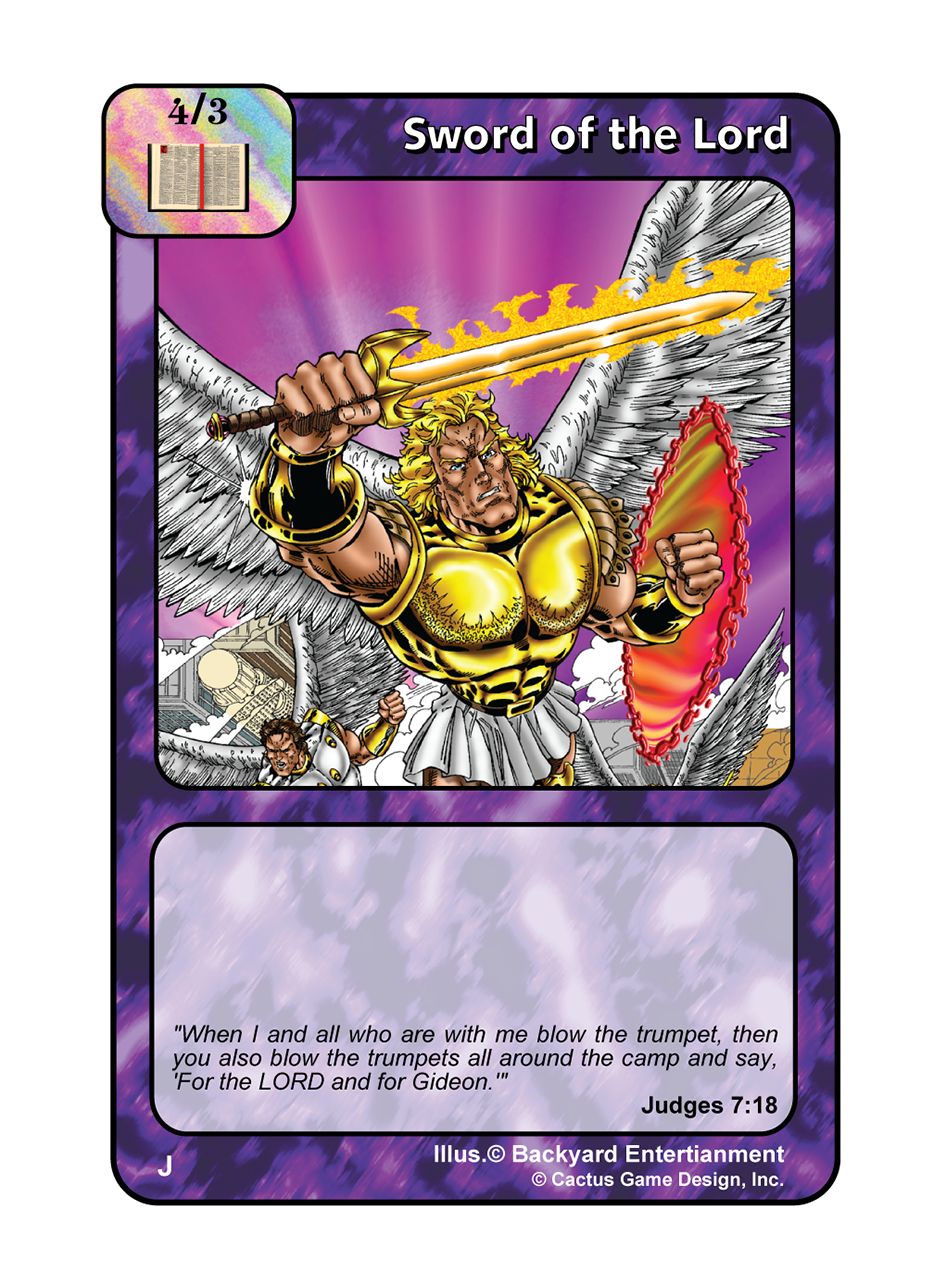 4/3
Sword of the Lord
"When I and all who are with me blow the trumpet, then
you also blow the trumpets all around the camp and say,
'For the LORD and for Gideon.'"
Judges 7:18
J
Illus.© Backyard Entertianment
© Cactus Game Design, Inc.